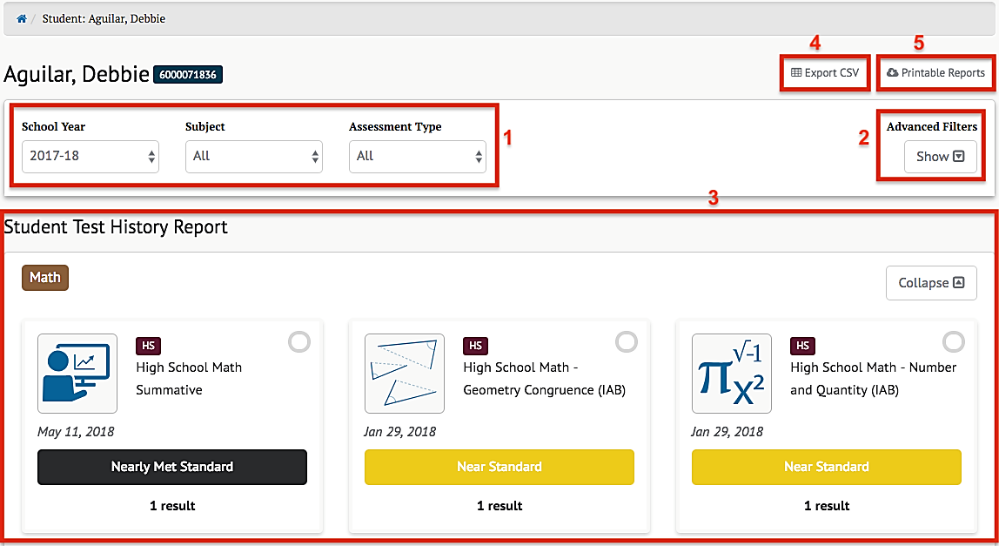 Student: Aguilar, Debbie
4
5
Aguilar, Debbie 6000071836
Export CSV
Printable Reports
School Year
Subject
Assessment Type
1
2
Advanced Filters
2017-18
All
All
Show
3
Student Test History Report
Math
Collapse
HS
High School Math
Summative
May 11, 2018
Nearly Met Standard
1 result
HS
High School Math -
Geometry Congruence (IAB)
Jan 29, 2018
Near Standard
1 result
π √-1 x²
HS
High School Math - Number
and Quantity (IAB)
Jan 29, 2018
Near Standard
1 result